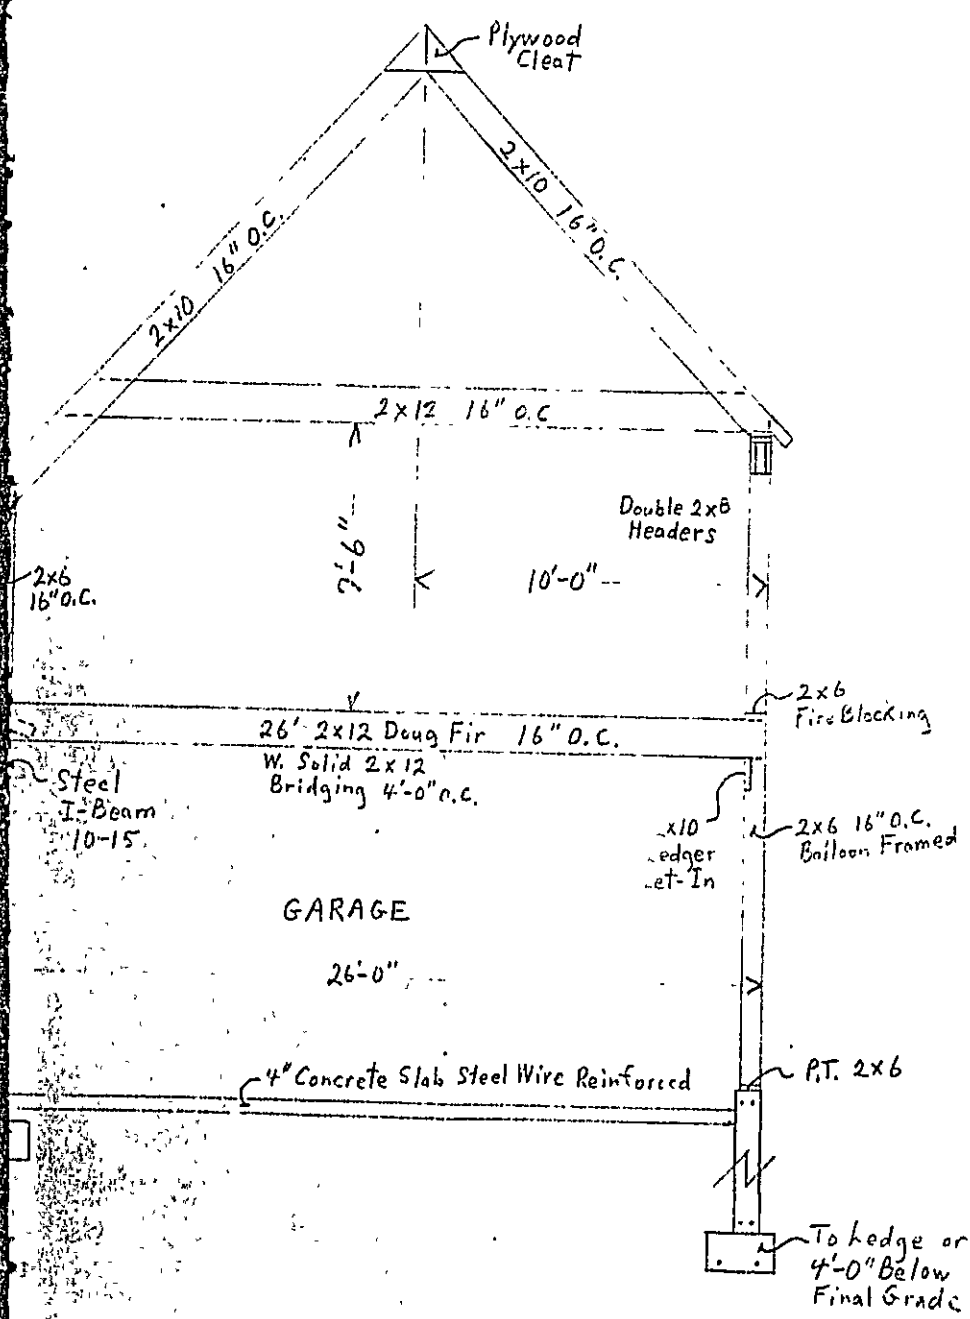 Plywood
Cleat
2x10 16" O.C.
2x10 16" O.C.
2x12 16" O.C
7'-6"
Double 2x8
Headers
10'-0"
2x6
16" O.C.
2x6
Fire Blocking
26' 2x12 Doug Fir 16" O.C.
W. Solid 2x12
Bridging 4'-0" O.C.
Steel
I-Beam
10-15
x10
edger
et-In
2x6 16" O.C.
Balloon Framed
GARAGE
26'-0"
4" Concrete Slab Steel Wire Reinforced
P.T. 2x6
To Ledge or
4'-0" Below
Final Grade